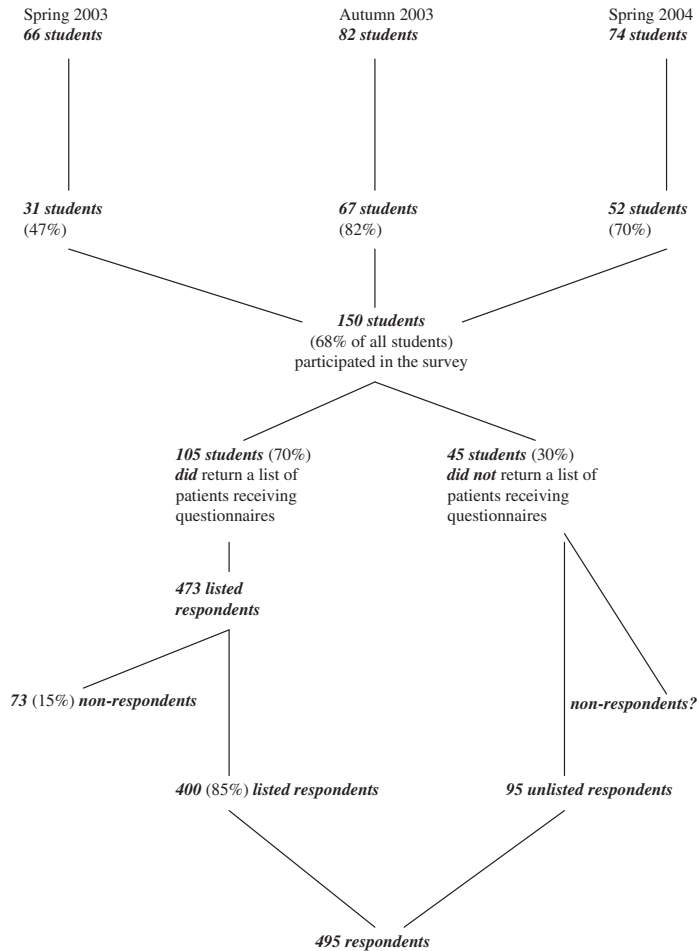 Spring 2003
66 students
Autumn 2003
82 students
Spring 2004
74 students
31 students
(47%)
67 students
(82%)
52 students
(70%)
150 students
(68% of all students)
participated in the survey
105 students (70%)
did return a list of
patients receiving
questionnaires
45 students (30%)
did not return a list of
patients receiving
questionnaires
473 listed
respondents
73 (15%) non-respondents
non-respondents?
400 (85%) listed respondents
95 unlisted respondents
495 respondents